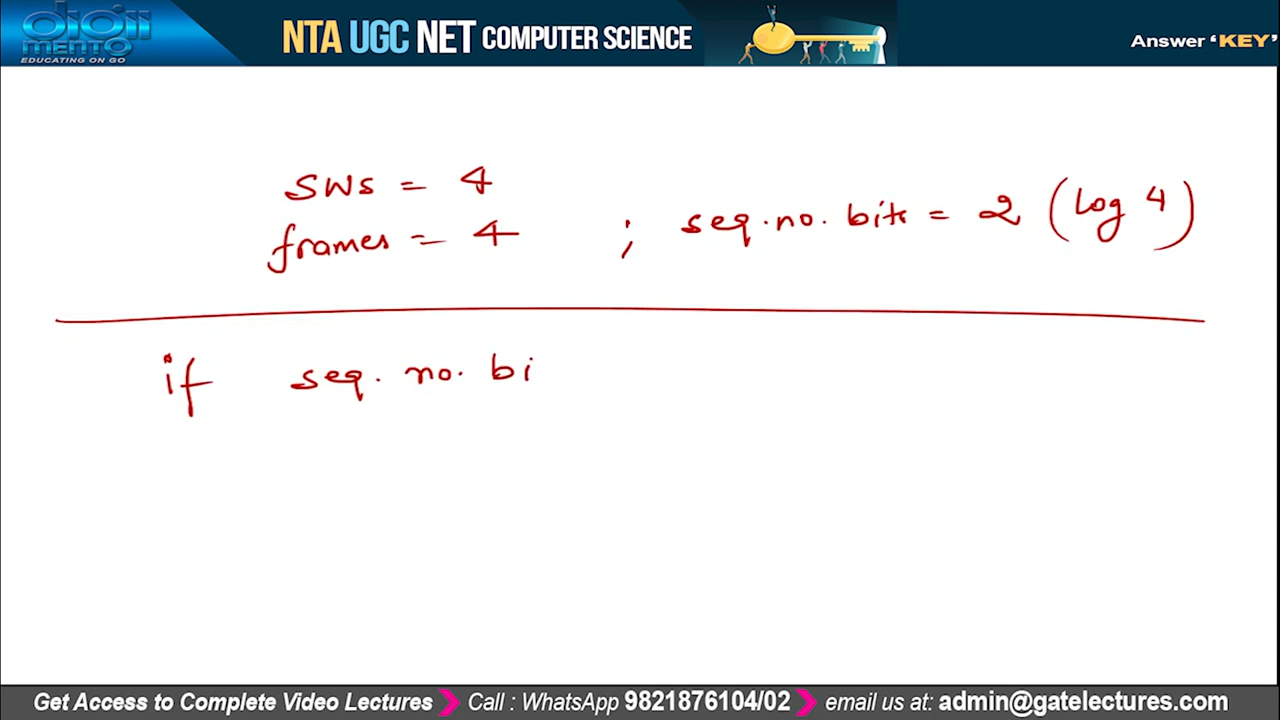 digiimento
EDUCATING ON GO
NTA UGC NET COMPUTER SCIENCE
Answer ‘KEY’
SWS = 4
frames = 4 ; seq. no. bits = 2 (log 4)
if seq. no. bi
Get Access to Complete Video Lectures Call : WhatsApp 9821876104/02 email us at: admin@gatelectures.com